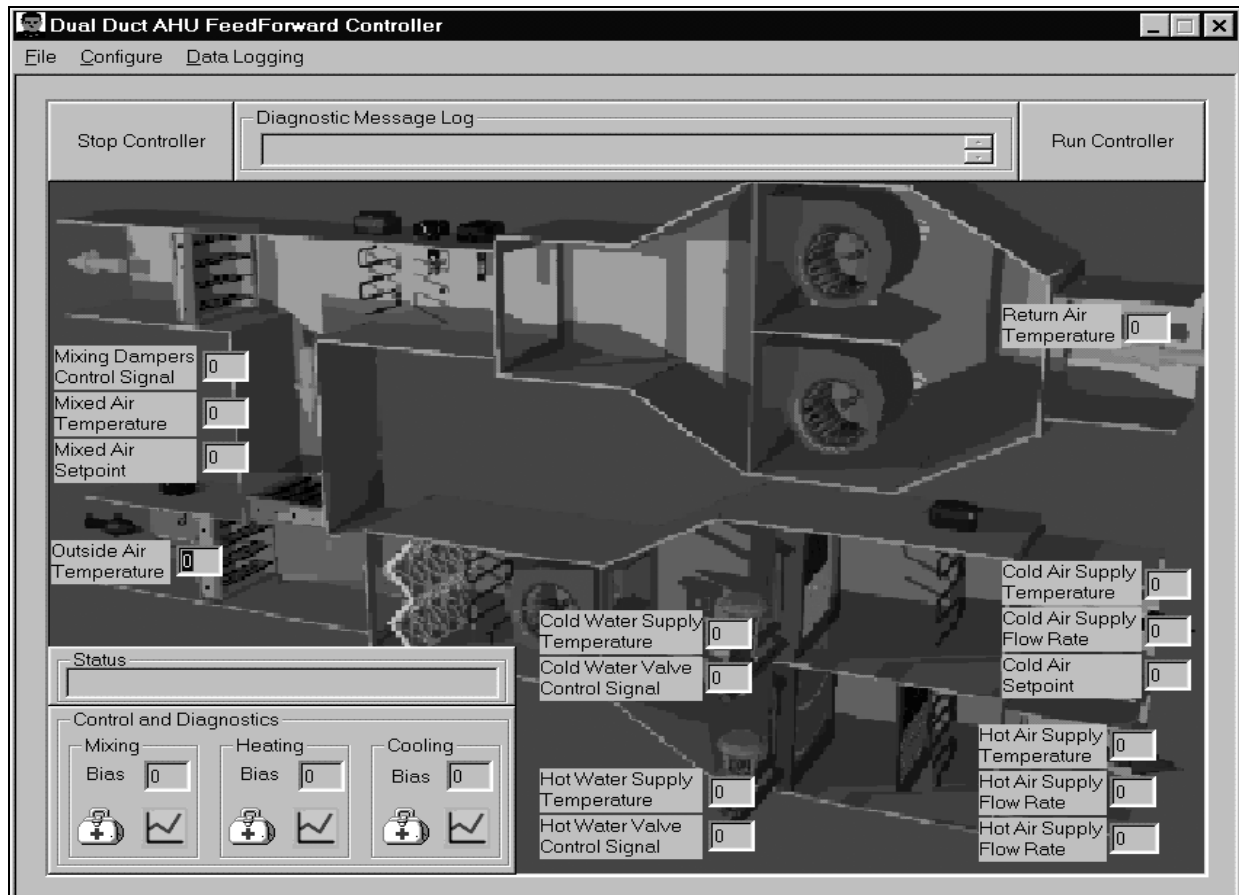 Dual Duct AHU FeedForward Controller
File Configure Data Logging
Stop Controller
Diagnostic Message Log
Run Controller
Return Air
Temperature
0
Mixing Dampers
Control Signal
0
Mixed Air
Temperature
0
Mixed Air
Setpoint
0
Outside Air
Temperature
0
Cold Water Supply
Temperature
0
Cold Water Valve
Control Signal
0
Cold Air Supply
Temperature
0
Cold Air Supply
Flow Rate
0
Cold Air
Setpoint
0
Status
Control and Diagnostics
Mixing
Bias 0
Heating
Bias 0
Cooling
Bias 0
Hot Water Supply
Temperature
0
Hot Water Valve
Control Signal
0
Hot Air Supply
Temperature
0
Hot Air Supply
Flow Rate
0
Hot Air Supply
Flow Rate
0